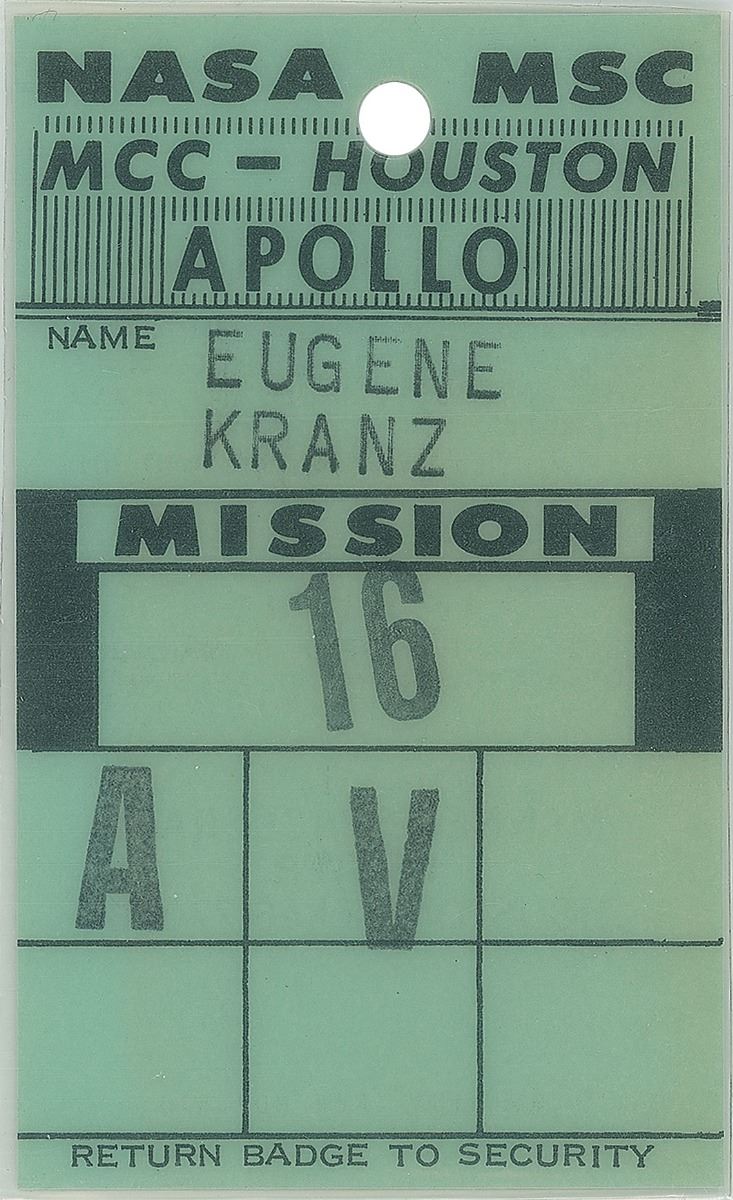 NASA MSC
MCC – HOUSTON
APOLLO
NAME EUGENE
KRANZ
MISSION
16
A V
RETURN BADGE TO SECURITY